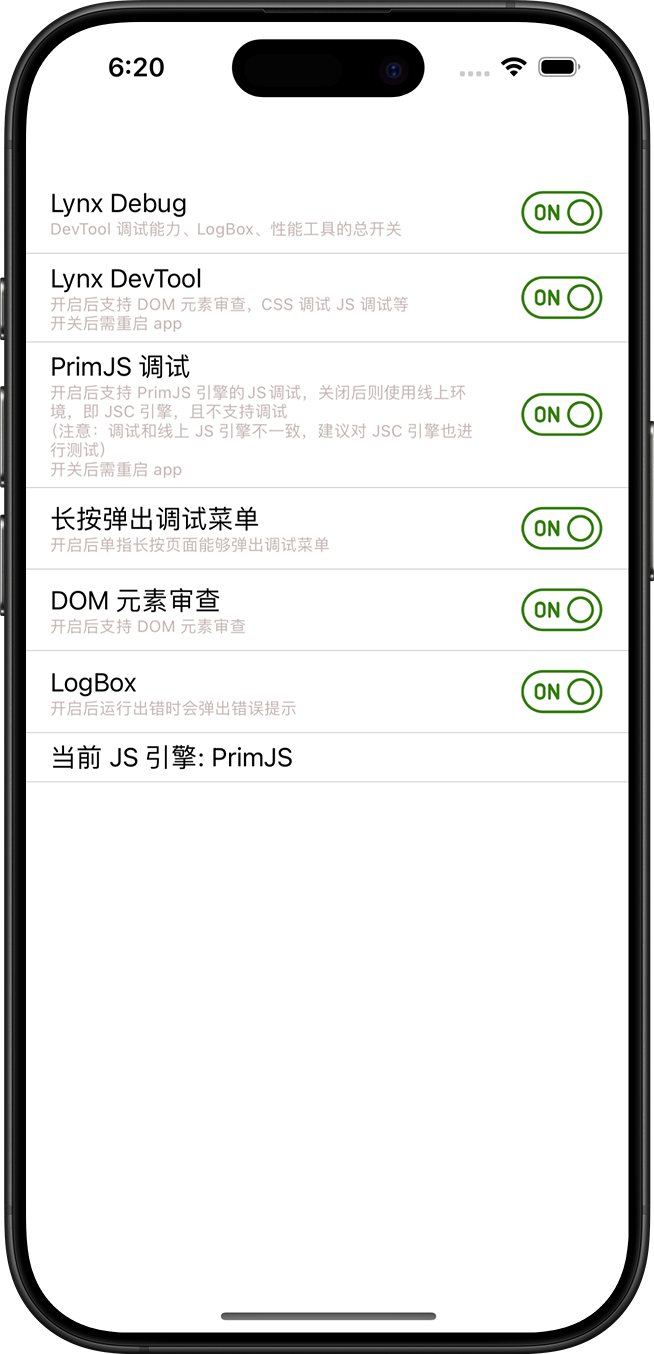 6:20
Lynx Debug
ON
DevTool 调试能力、LogBox、性能工具的总开关
Lynx DevTool
ON
开启后支持 DOM 元素审查，CSS 调试 JS 调试等
开关后需重启 app
PrimJS 调试
开启后支持 PrimJS 引擎的JS调试，关闭后则使用线上环
境，即 JSC 引擎，且不支持调试
ON
（注意：调试和线上 JS 引擎不一致，建议对 JSC 引擎也进
行测试）
开关后需重启 app
长按弹出调试菜单
ON
开启后单指长按页面能够弹出调试菜单
DOM 元素审查
ON
开启后支持 DOM 元素审查
LogBox
ON
开启后运行出错时会弹出错误提示
当前 JS 引擎: PrimJS